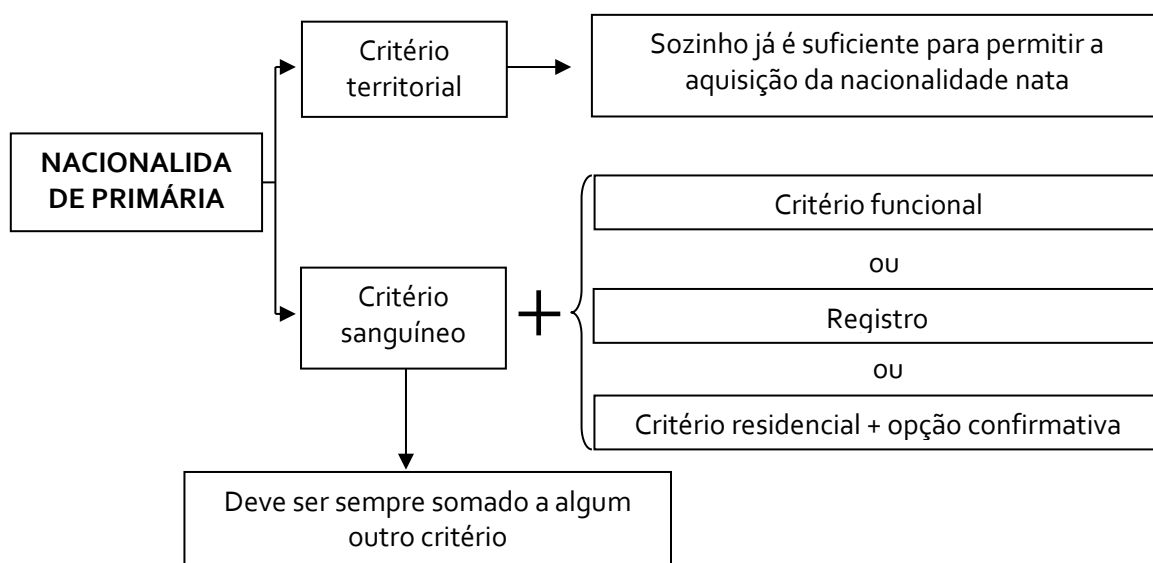 Critério
territorial
Sozinho já é suficiente para permitir a
aquisição da nacionalidade nata
NACIONALIDA
DE PRIMÁRIA
Critério funcional
ou
Critério
sanguíneo
+
Registro
ou
Critério residencial + opção confirmativa
Deve ser sempre somado a algum
outro critério